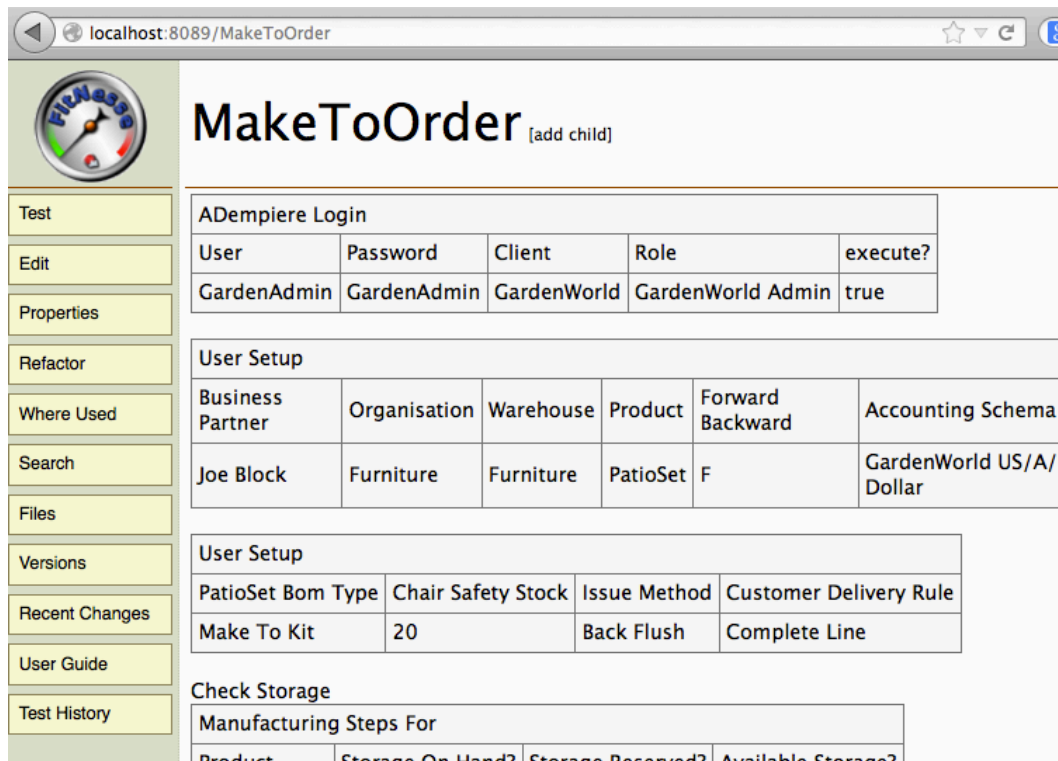 localhost:8089/MakeToOrder
FitNesse
MakeToOrder [add child]
Test
Edit
Properties
Refactor
Where Used
Search
Files
Versions
Recent Changes
User Guide
Test History
ADempiere Login
User Password Client Role execute?
GardenAdmin GardenAdmin GardenWorld GardenWorld Admin true
User Setup
Business Partner Organisation Warehouse Product Forward Backward Accounting Schema
Joe Block Furniture Furniture PatioSet F GardenWorld US/A/ Dollar
User Setup
PatioSet Bom Type Chair Safety Stock Issue Method Customer Delivery Rule
Make To Kit 20 Back Flush Complete Line
Check Storage
Manufacturing Steps For
Product Storage On Hand? Storage Reserved? Available Storage?